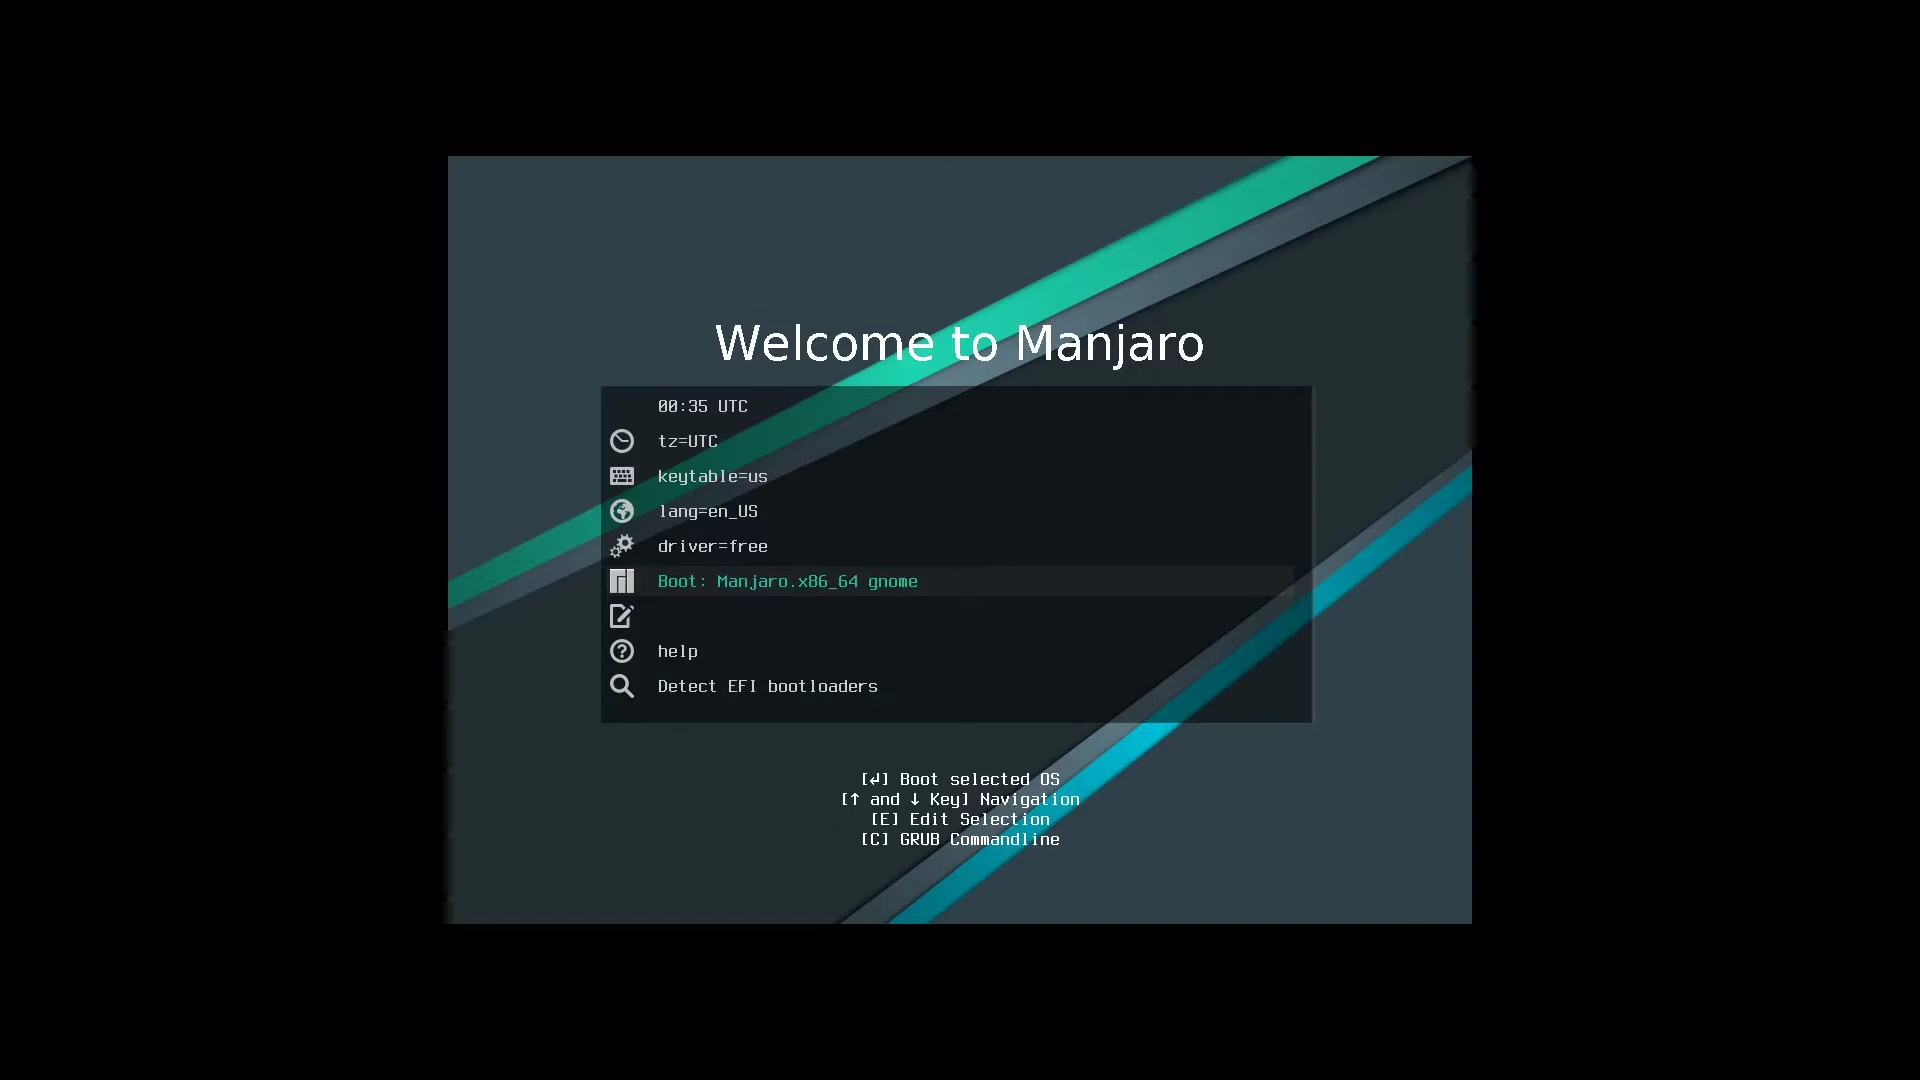 Welcome to Manjaro
00:35 UTC
tz=UTC
keytable=us
lang=en_US
driver=free
Boot: Manjaro.x86_64 gnome
help
Detect EFI bootloaders
[↲] Boot selected OS
[↑ and ↓ Key] Navigation
[E] Edit Selection
[C] GRUB Commandline